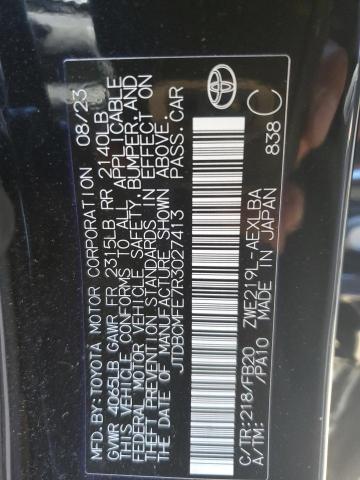 MFD.BY:TOYOTA MOTOR CORPORATION 08/23
GVWR 4065LB GAWR FR 2315LB RR 2140LB
THIS VEHICLE CONFORMS TO ALL APPLICABLE
FEDERAL MOTOR VEHICLE SAFETY, BUMPER, AND
THEFT PREVENTION STANDARDS IN EFFECT ON
THE DATE OF MANUFACTURE SHOWN ABOVE.
JTDBCMFE7R3027413 PASS.CAR
C/TR:218/FB20 ZWE219L-AEXLBA
A/TM: /PA10 MADE IN JAPAN 838 C